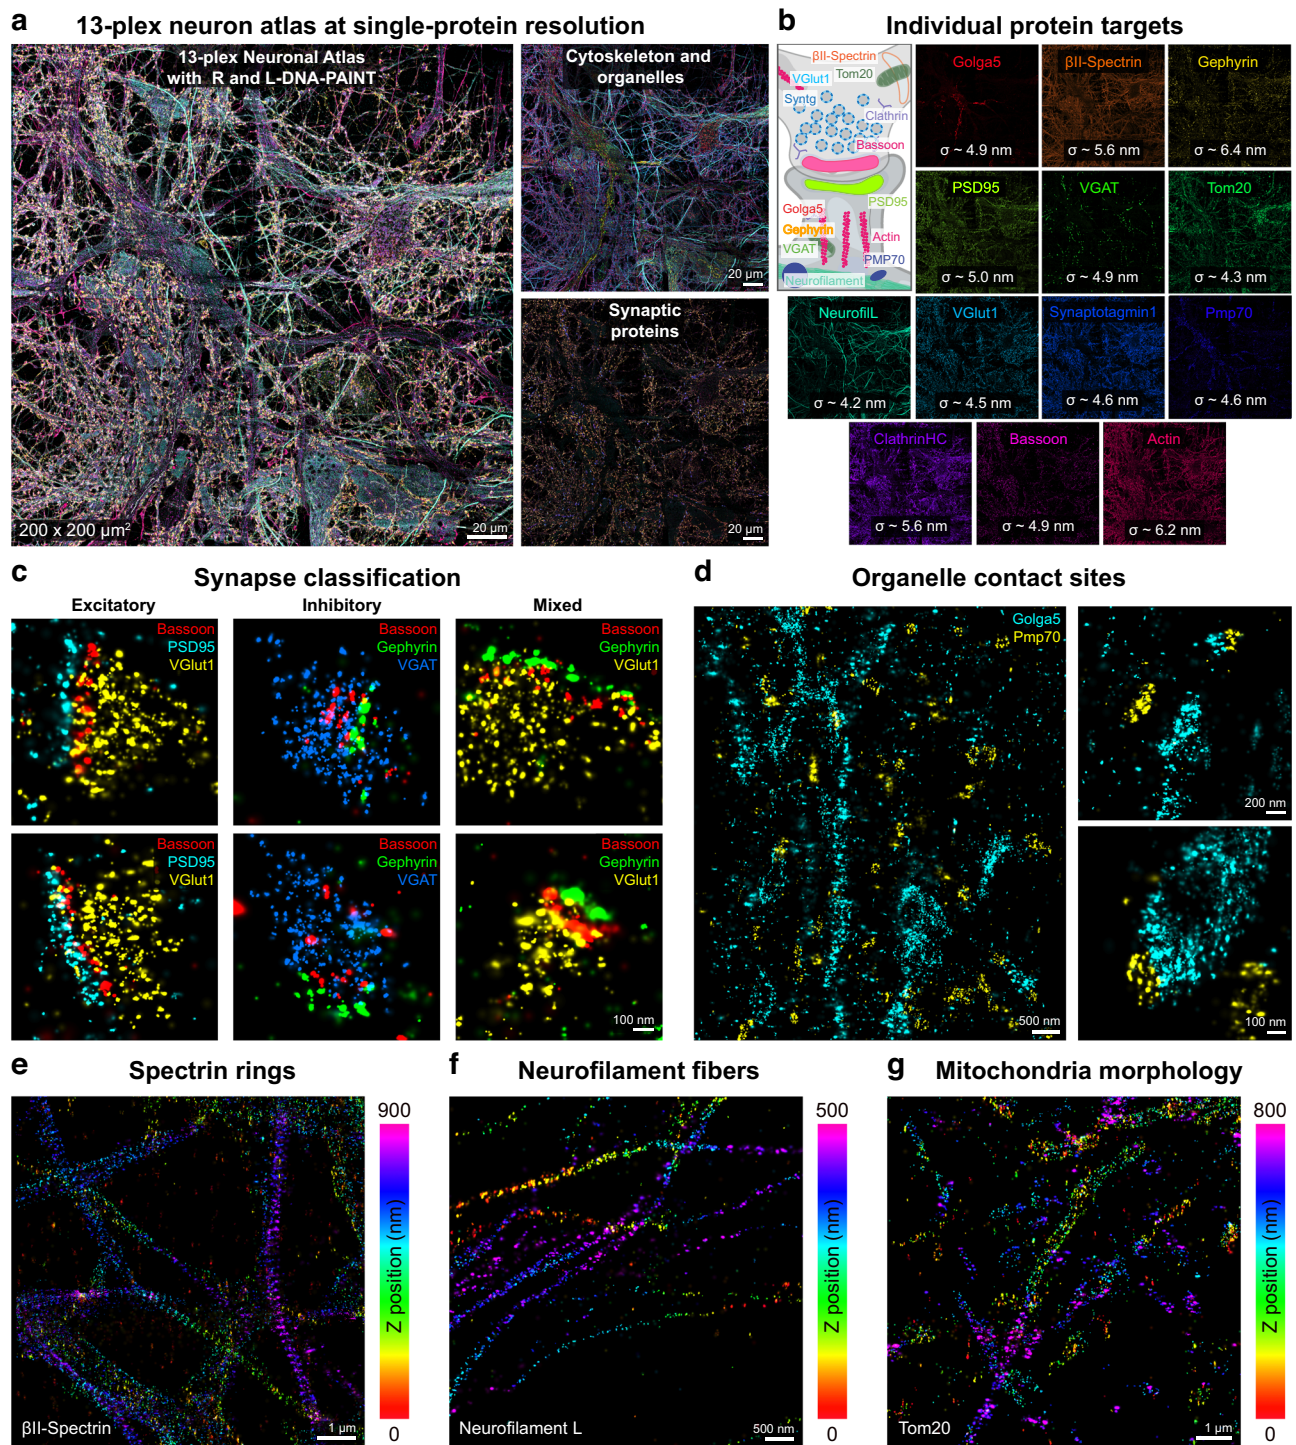 a 13-plex neuron atlas at single-protein resolution
13-plex Neuronal Atlas
with R and L-DNA-PAINT
200 x 200 µm²
20 µm
Cytoskeleton and
organelles
20 µm
Synaptic
proteins
20 µm
b Individual protein targets
βII-Spectrin
VGlut1 Tom20
Syntg
Clathrin
Bassoon
PSD95
Golga5
Gephyrin
Actin
VGAT
PMP70
Neurofilament
Golga5
σ ~ 4.9 nm
βII-Spectrin
σ ~ 5.6 nm
Gephyrin
σ ~ 6.4 nm
PSD95
σ ~ 5.0 nm
VGAT
σ ~ 4.9 nm
Tom20
σ ~ 4.3 nm
NeurofilL
σ ~ 4.2 nm
VGlut1
σ ~ 4.5 nm
Synaptotagmin1
σ ~ 4.6 nm
Pmp70
σ ~ 4.6 nm
ClathrinHC
σ ~ 5.6 nm
Bassoon
σ ~ 4.9 nm
Actin
σ ~ 6.2 nm
c Synapse classification
Excitatory
Inhibitory
Mixed
Bassoon
PSD95
VGlut1
Bassoon
Gephyrin
VGAT
Bassoon
Gephyrin
VGlut1
Bassoon
PSD95
VGlut1
Bassoon
Gephyrin
VGAT
Bassoon
Gephyrin
VGlut1
100 nm
d Organelle contact sites
Golga5
Pmp70
500 nm
200 nm
100 nm
e Spectrin rings
βII-Spectrin
1 µm
900
Z position (nm)
0
f Neurofilament fibers
Neurofilament L
500 nm
500
Z position (nm)
0
g Mitochondria morphology
Tom20
1 µm
800
Z position (nm)
0